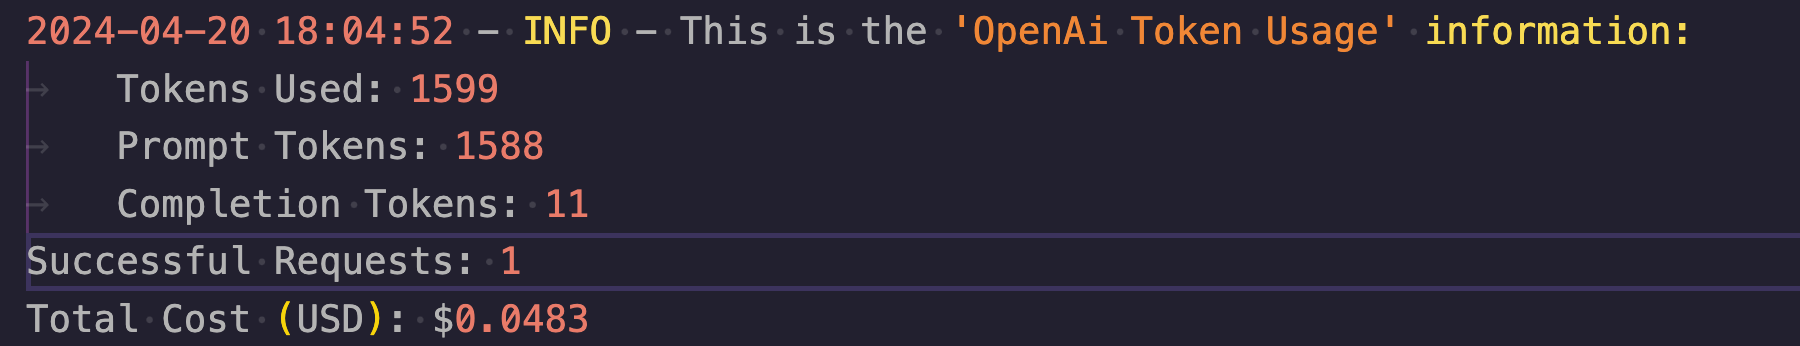 2024-04-20 18:04:52 - INFO - This is the 'OpenAi Token Usage' information:
Tokens Used: 1599
Prompt Tokens: 1588
Completion Tokens: 11
Successful Requests: 1
Total Cost (USD): $0.0483